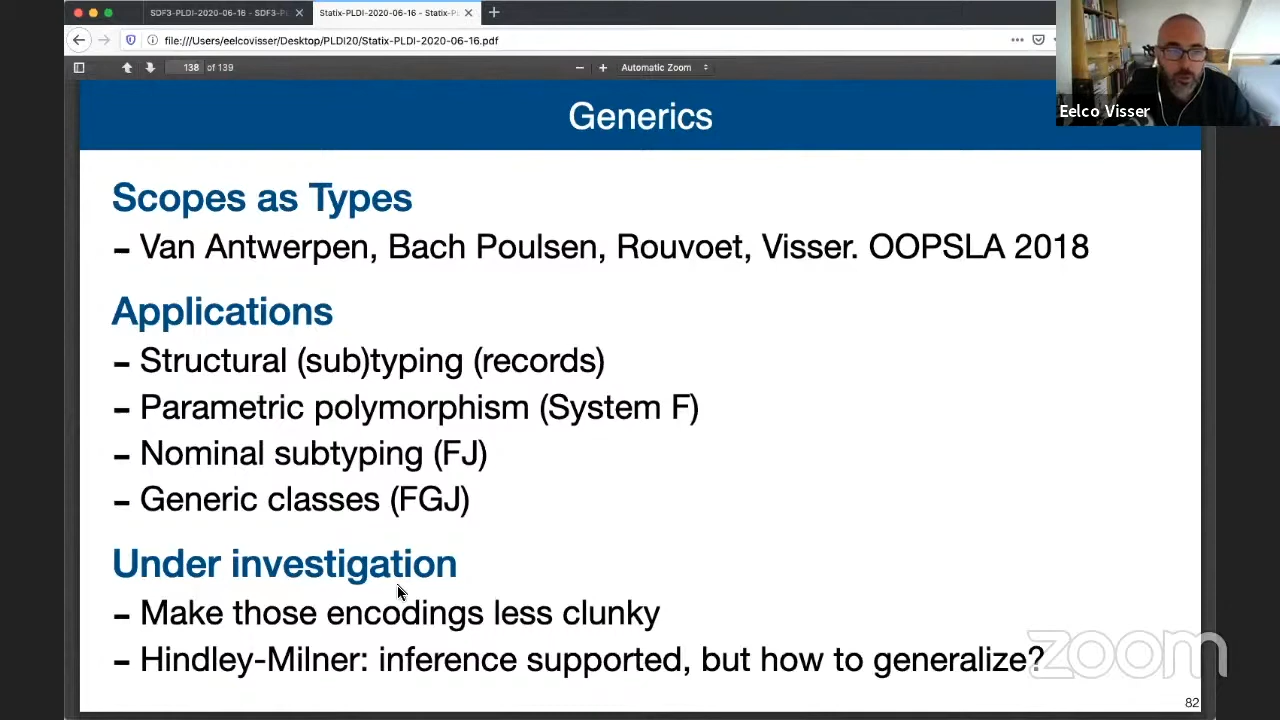 SDF3-PLDI-2020-06-16 - SDF3-P
Statix-PLDI-2020-06-16 - Statix-P
file:///Users/eelcovisser/Desktop/PLDI20/Statix-PLDI-2020-06-16.pdf
138 of 139
Automatic Zoom
Eelco Visser
Generics
Scopes as Types
– Van Antwerpen, Bach Poulsen, Rouvoet, Visser. OOPSLA 2018
Applications
– Structural (sub)typing (records)
– Parametric polymorphism (System F)
– Nominal subtyping (FJ)
– Generic classes (FGJ)
Under investigation
– Make those encodings less clunky
– Hindley-Milner: inference supported, but how to generalize?
zoom
82